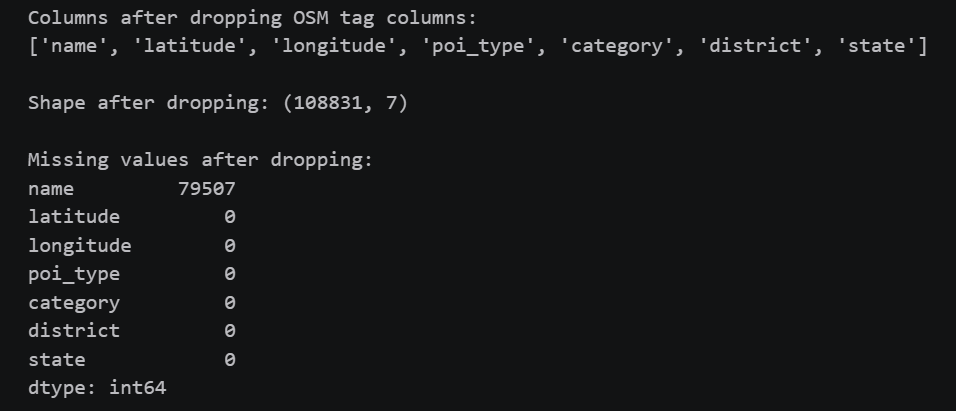 Columns after dropping OSM tag columns:
['name', 'latitude', 'longitude', 'poi_type', 'category', 'district', 'state']
Shape after dropping: (108831, 7)
Missing values after dropping:
name 79507
latitude 0
longitude 0
poi_type 0
category 0
district 0
state 0
dtype: int64